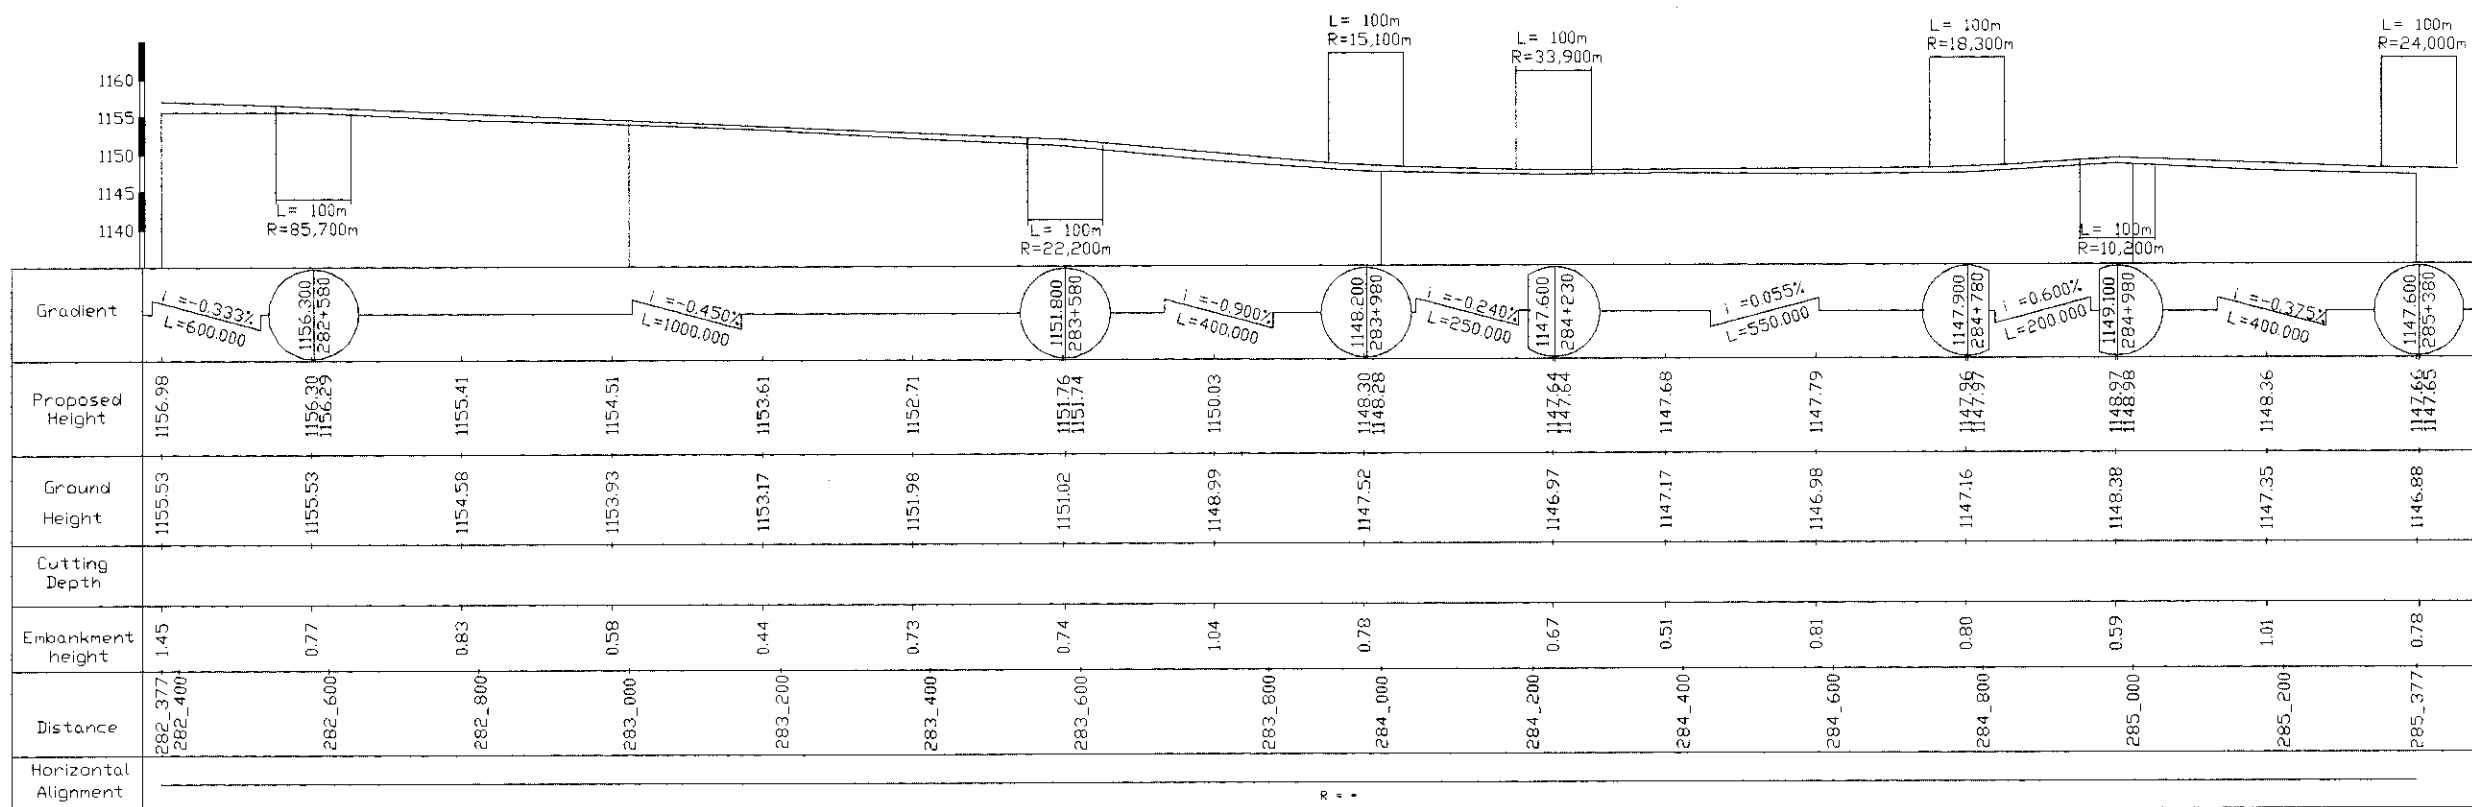 L= 100m
R=15,100m
L= 100m
R=33,900m
L= 100m
R=18,300m
L= 100m
R=24,000m
1160
1155
1150
1145
1140
L= 100m
R=85,700m
L= 100m
R=22,200m
L= 100m
R=10,200m
Gradient
i =-0.333%
L=600.000
1156.300
282+580
i =-0.450%
L=1000.000
1151.800
283+580
i =-0.900%
L=400.000
1148.200
283+980
i =-0.240%
L=250.000
1147.600
284+230
i =0.055%
L=550.000
1147.900
284+780
i =0.600%
L=200.000
1149.100
284+980
i =-0.375%
L=400.000
1147.600
285+380
Proposed
Height
1156.98
1156.30
1156.29
1155.41
1154.51
1153.61
1152.71
1151.76
1151.74
1150.03
1148.30
1148.28
1147.64
1147.64
1147.68
1147.79
1147.96
1147.97
1148.97
1148.98
1148.36
1147.66
1147.65
Ground
Height
1155.53
1155.53
1154.58
1153.93
1153.17
1151.98
1151.02
1148.99
1147.52
1146.97
1147.17
1146.98
1147.16
1148.38
1147.35
1146.88
Cutting
Depth
Embankment
height
1.45
0.77
0.83
0.58
0.44
0.73
0.74
1.04
0.78
0.67
0.51
0.81
0.80
0.59
1.01
0.78
Distance
282_377
282_400
282_600
282_800
283_000
283_200
283_400
283_600
283_800
284_000
284_200
284_400
284_600
284_800
285_000
285_200
285_377
Horizontal
Alignment
R =